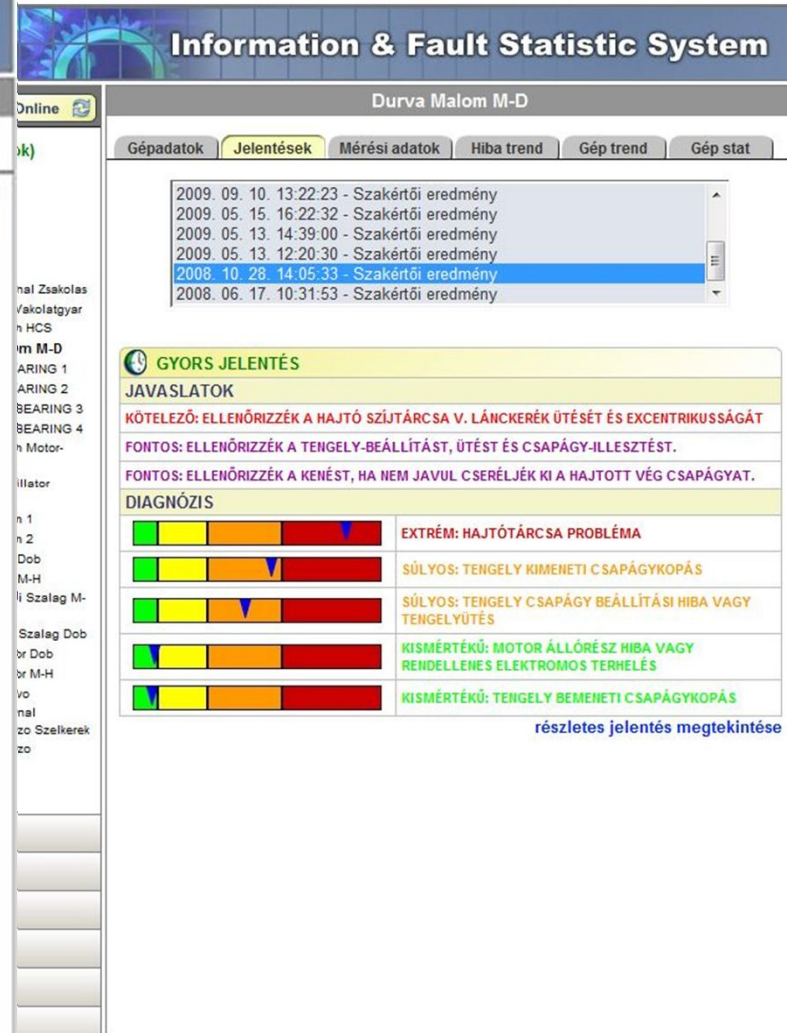 Information & Fault Statistic System
Online
Durva Malom M-D
Gépadatok
Jelentések
Mérési adatok
Hiba trend
Gép trend
Gép stat
2009. 09. 10. 13:22:23 - Szakértői eredmény
2009. 05. 15. 16:22:32 - Szakértői eredmény
2009. 05. 13. 14:39:00 - Szakértői eredmény
2009. 05. 13. 12:20:30 - Szakértői eredmény
2008. 10. 28. 14:05:33 - Szakértői eredmény
2008. 06. 17. 10:31:53 - Szakértői eredmény
ok)
nal Zsakolas
Vakolatgyar
n HCS
om M-D
ARING 1
ARING 2
BEARING 3
BEARING 4
n Motor-
illator
n 1
n 2
Dob
M-H
Szalag M-
Szalag Dob
or Dob
or M-H
vo
nal
zo Szelkerek
zo
GYORS JELENTÉS
JAVASLATOK
KÖTELEZŐ: ELLENŐRIZZÉK A HAJTÓ SZÍJTÁRCSA V. LÁNCKERÉK ÜTÉSÉT ÉS EXCENTRIKUSSÁGÁT
FONTOS: ELLENŐRIZZÉK A TENGELY-BEÁLLÍTÁST, ÜTÉST ÉS CSAPÁGY-ILLESZTÉST.
FONTOS: ELLENŐRIZZÉK A KENÉST, HA NEM JAVUL CSERÉLJÉK KI A HAJTOTT VÉG CSAPÁGYAT.
DIAGNÓZIS
EXTRÉM: HAJTÓTÁRCSA PROBLÉMA
SÚLYOS: TENGELY KIMENETI CSAPÁGYKOPÁS
SÚLYOS: TENGELY CSAPÁGY BEÁLLÍTÁSI HIBA VAGY
TENGELYÜTÉS
KISMÉRTÉKŰ: MOTOR ÁLLÓRÉSZ HIBA VAGY
RENDELLENES ELEKTROMOS TERHELÉS
KISMÉRTÉKŰ: TENGELY BEMENETI CSAPÁGYKOPÁS
részletes jelentés megtekintése